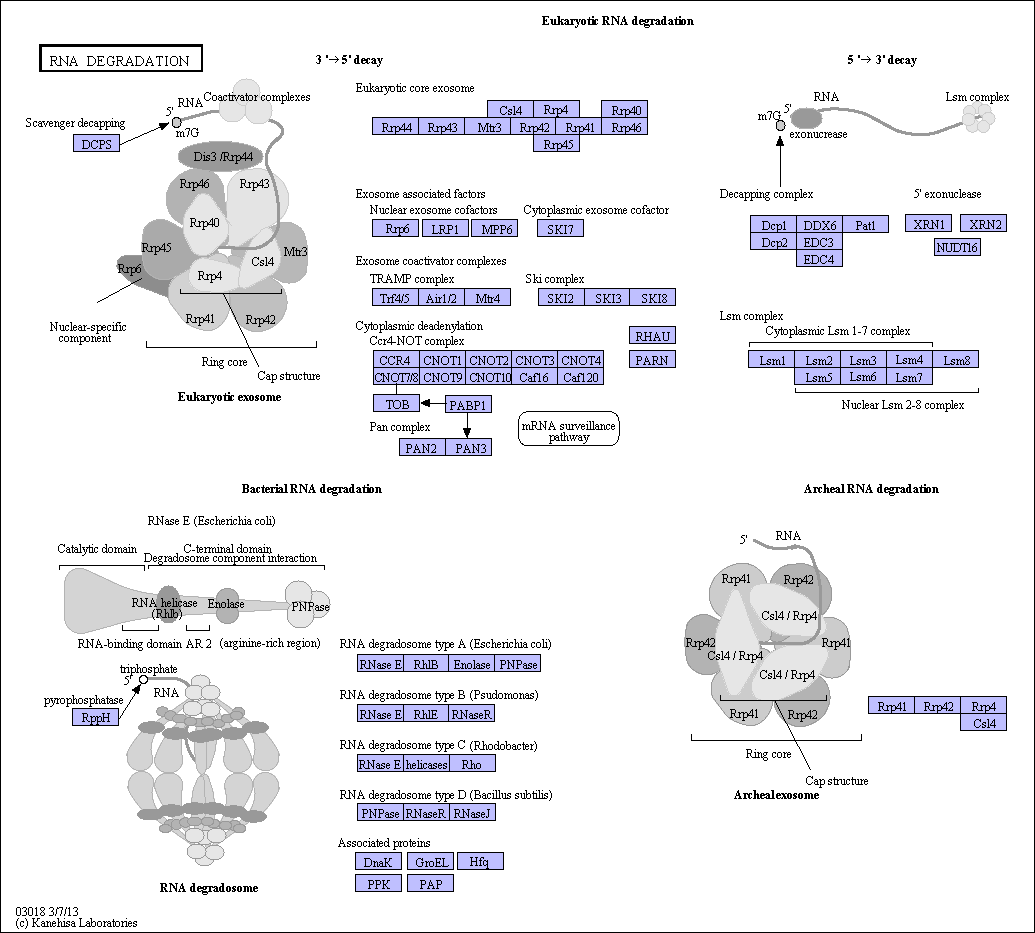 Eukaryotic RNA degradation
RNA DEGRADATION
3 '→ 5' decay
5 '→ 3' decay
Scavenger decapping
DCPS
5'
RNA
Coactivator complexes
m7G
Dis3 /Rrp44
Rrp46
Rrp43
Rrp40
Rrp45
Mtr3
Csl4
Rrp6
Rrp4
Rrp41
Rrp42
Nuclear-specific
component
Ring core
Cap structure
Eukaryotic exosome
Eukaryotic core exosome
Csl4
Rrp4
Rrp40
Rrp44
Rrp43
Mtr3
Rrp42
Rrp41
Rrp46
Rrp45
Exosome associated factors
Nuclear exosome cofactors
Cytoplasmic exosome cofactor
Rrp6
LRP1
MPP6
SKI7
Exosome coactivator complexes
TRAMP complex
Ski complex
Trf4/5
Air1/2
Mtr4
SKI2
SKI3
SKI8
Cytoplasmic deadenylation
Ccr4-NOT complex
RHAU
PARN
CCR4
CNOT1
CNOT2
CNOT3
CNOT4
CNOT7/8
CNOT9
CNOT10
Caf16
Caf120
TOB
PABP1
Pan complex
PAN2
PAN3
mRNA surveillance
pathway
RNA
Lsm complex
5'
m7G
exonucrease
Decapping complex
5' exonuclease
Dcp1
DDX6
Pat1
Dcp2
EDC3
EDC4
XRN1
XRN2
NUDT16
Lsm complex
Cytoplasmic Lsm 1-7 complex
Lsm1
Lsm2
Lsm3
Lsm4
Lsm8
Lsm5
Lsm6
Lsm7
Nuclear Lsm 2-8 complex
Bacterial RNA degradation
RNase E (Escherichia coli)
Catalytic domain
C-terminal domain
Degradosome component interaction
RNA helicase
(Rhlb)
Enolase
PNPase
RNA-binding domain
AR 2
(arginine-rich region)
triphosphate
5'
RNA
pyrophosphatase
RppH
RNA degradosome
RNA degradosome type A (Escherichia coli)
RNase E
RhlB
Enolase
PNPase
RNA degradosome type B (Psudomonas)
RNase E
RhlE
RNaseR
RNA degradosome type C (Rhodobacter)
RNase E
helicases
Rho
RNA degradosome type D (Bacillus subtilis)
PNPase
RNaseR
RNaseJ
Associated proteins
DnaK
GroEL
Hfq
PPK
PAP
Archeal RNA degradation
5'
RNA
Rrp41
Rrp42
Csl4 / Rrp4
Rrp42
Csl4 / Rrp4
Rrp41
Csl4 / Rrp4
Rrp41
Rrp42
Ring core
Cap structure
Archeal exosome
Rrp41
Rrp42
Rrp4
Csl4
03018 3/7/13
(c) Kanehisa Laboratories